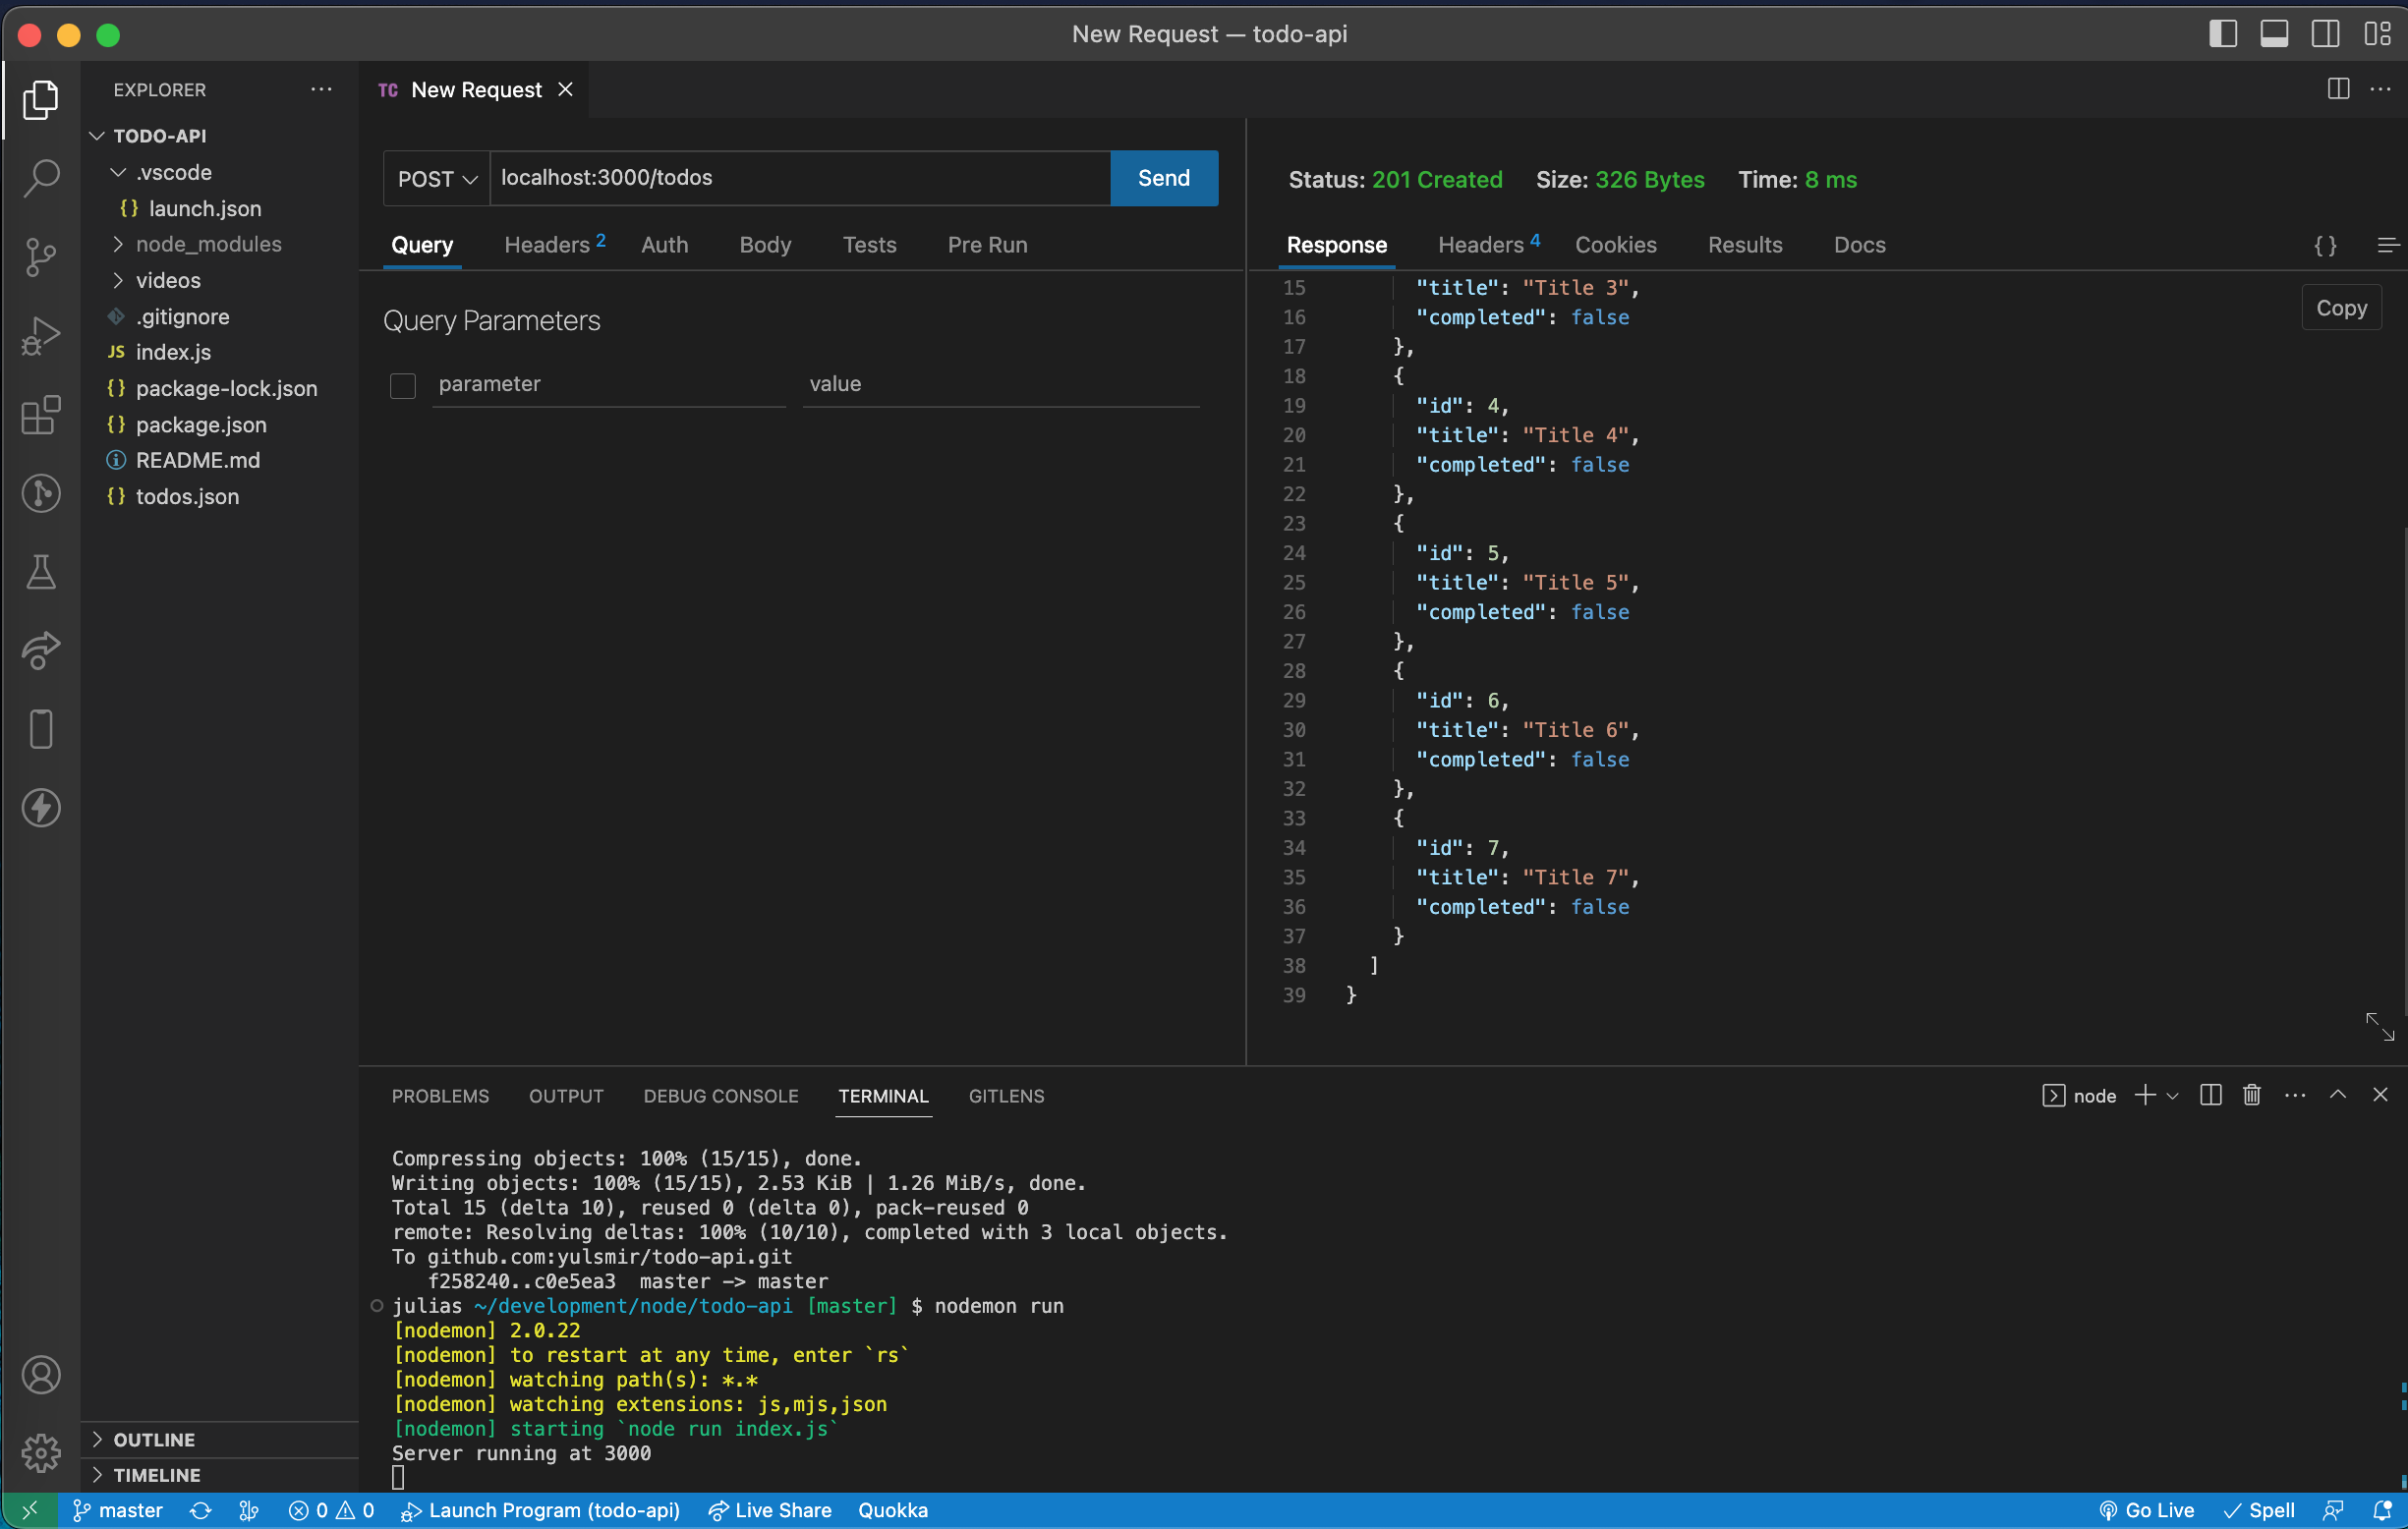 New Request — todo-api
EXPLORER
TODO-API
.vscode
{} launch.json
node_modules
videos
.gitignore
JS index.js
{} package-lock.json
{} package.json
README.md
{} todos.json
OUTLINE
TIMELINE
TC New Request
POST localhost:3000/todos Send
Query Headers 2 Auth Body Tests Pre Run
Query Parameters
parameter value
Status: 201 Created Size: 326 Bytes Time: 8 ms
Response Headers 4 Cookies Results Docs {}
Copy
15 "title": "Title 3",
16 "completed": false
17 },
18 {
19 "id": 4,
20 "title": "Title 4",
21 "completed": false
22 },
23 {
24 "id": 5,
25 "title": "Title 5",
26 "completed": false
27 },
28 {
29 "id": 6,
30 "title": "Title 6",
31 "completed": false
32 },
33 {
34 "id": 7,
35 "title": "Title 7",
36 "completed": false
37 }
38 ]
39 }
PROBLEMS OUTPUT DEBUG CONSOLE TERMINAL GITLENS
node
Compressing objects: 100% (15/15), done.
Writing objects: 100% (15/15), 2.53 KiB | 1.26 MiB/s, done.
Total 15 (delta 10), reused 0 (delta 0), pack-reused 0
remote: Resolving deltas: 100% (10/10), completed with 3 local objects.
To github.com:yulsmir/todo-api.git
f258240..c0e5ea3 master -> master
julias ~/development/node/todo-api [master] $ nodemon run
[nodemon] 2.0.22
[nodemon] to restart at any time, enter `rs`
[nodemon] watching path(s): *.*
[nodemon] watching extensions: js,mjs,json
[nodemon] starting `node run index.js`
Server running at 3000
master 0 0 Launch Program (todo-api) Live Share Quokka Go Live Spell